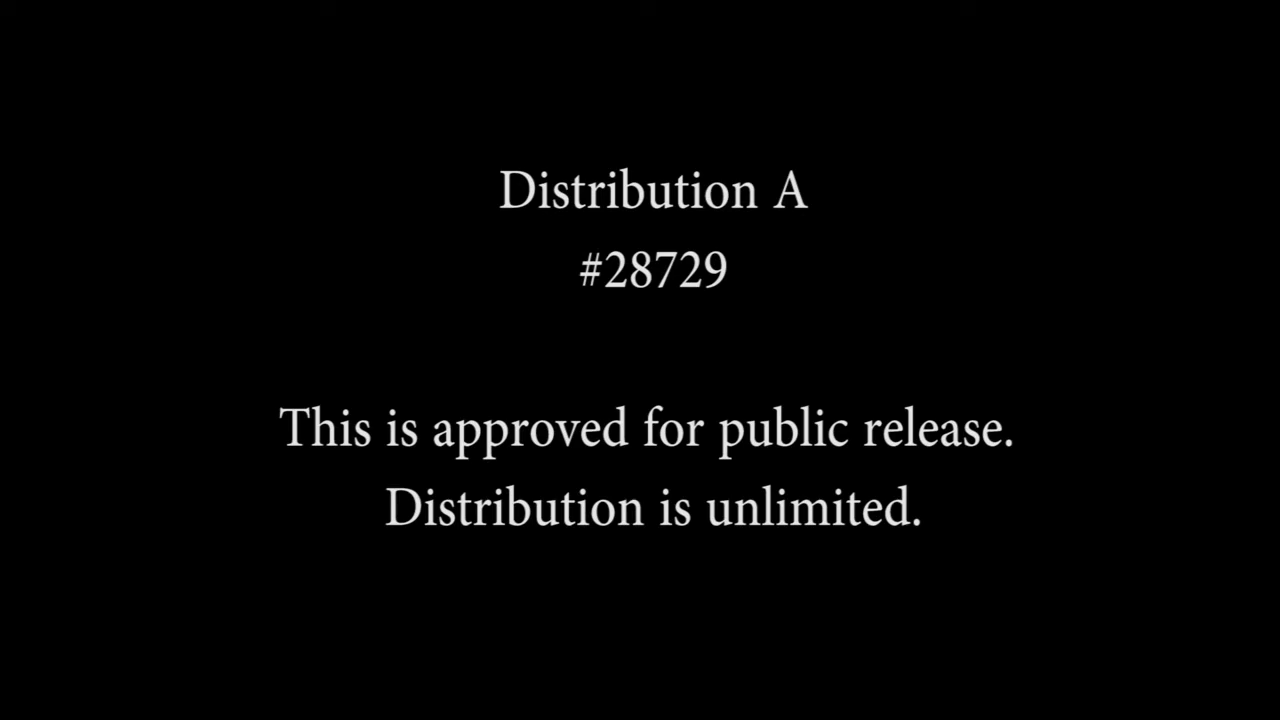 Distribution A
#28729
This is approved for public release.
Distribution is unlimited.